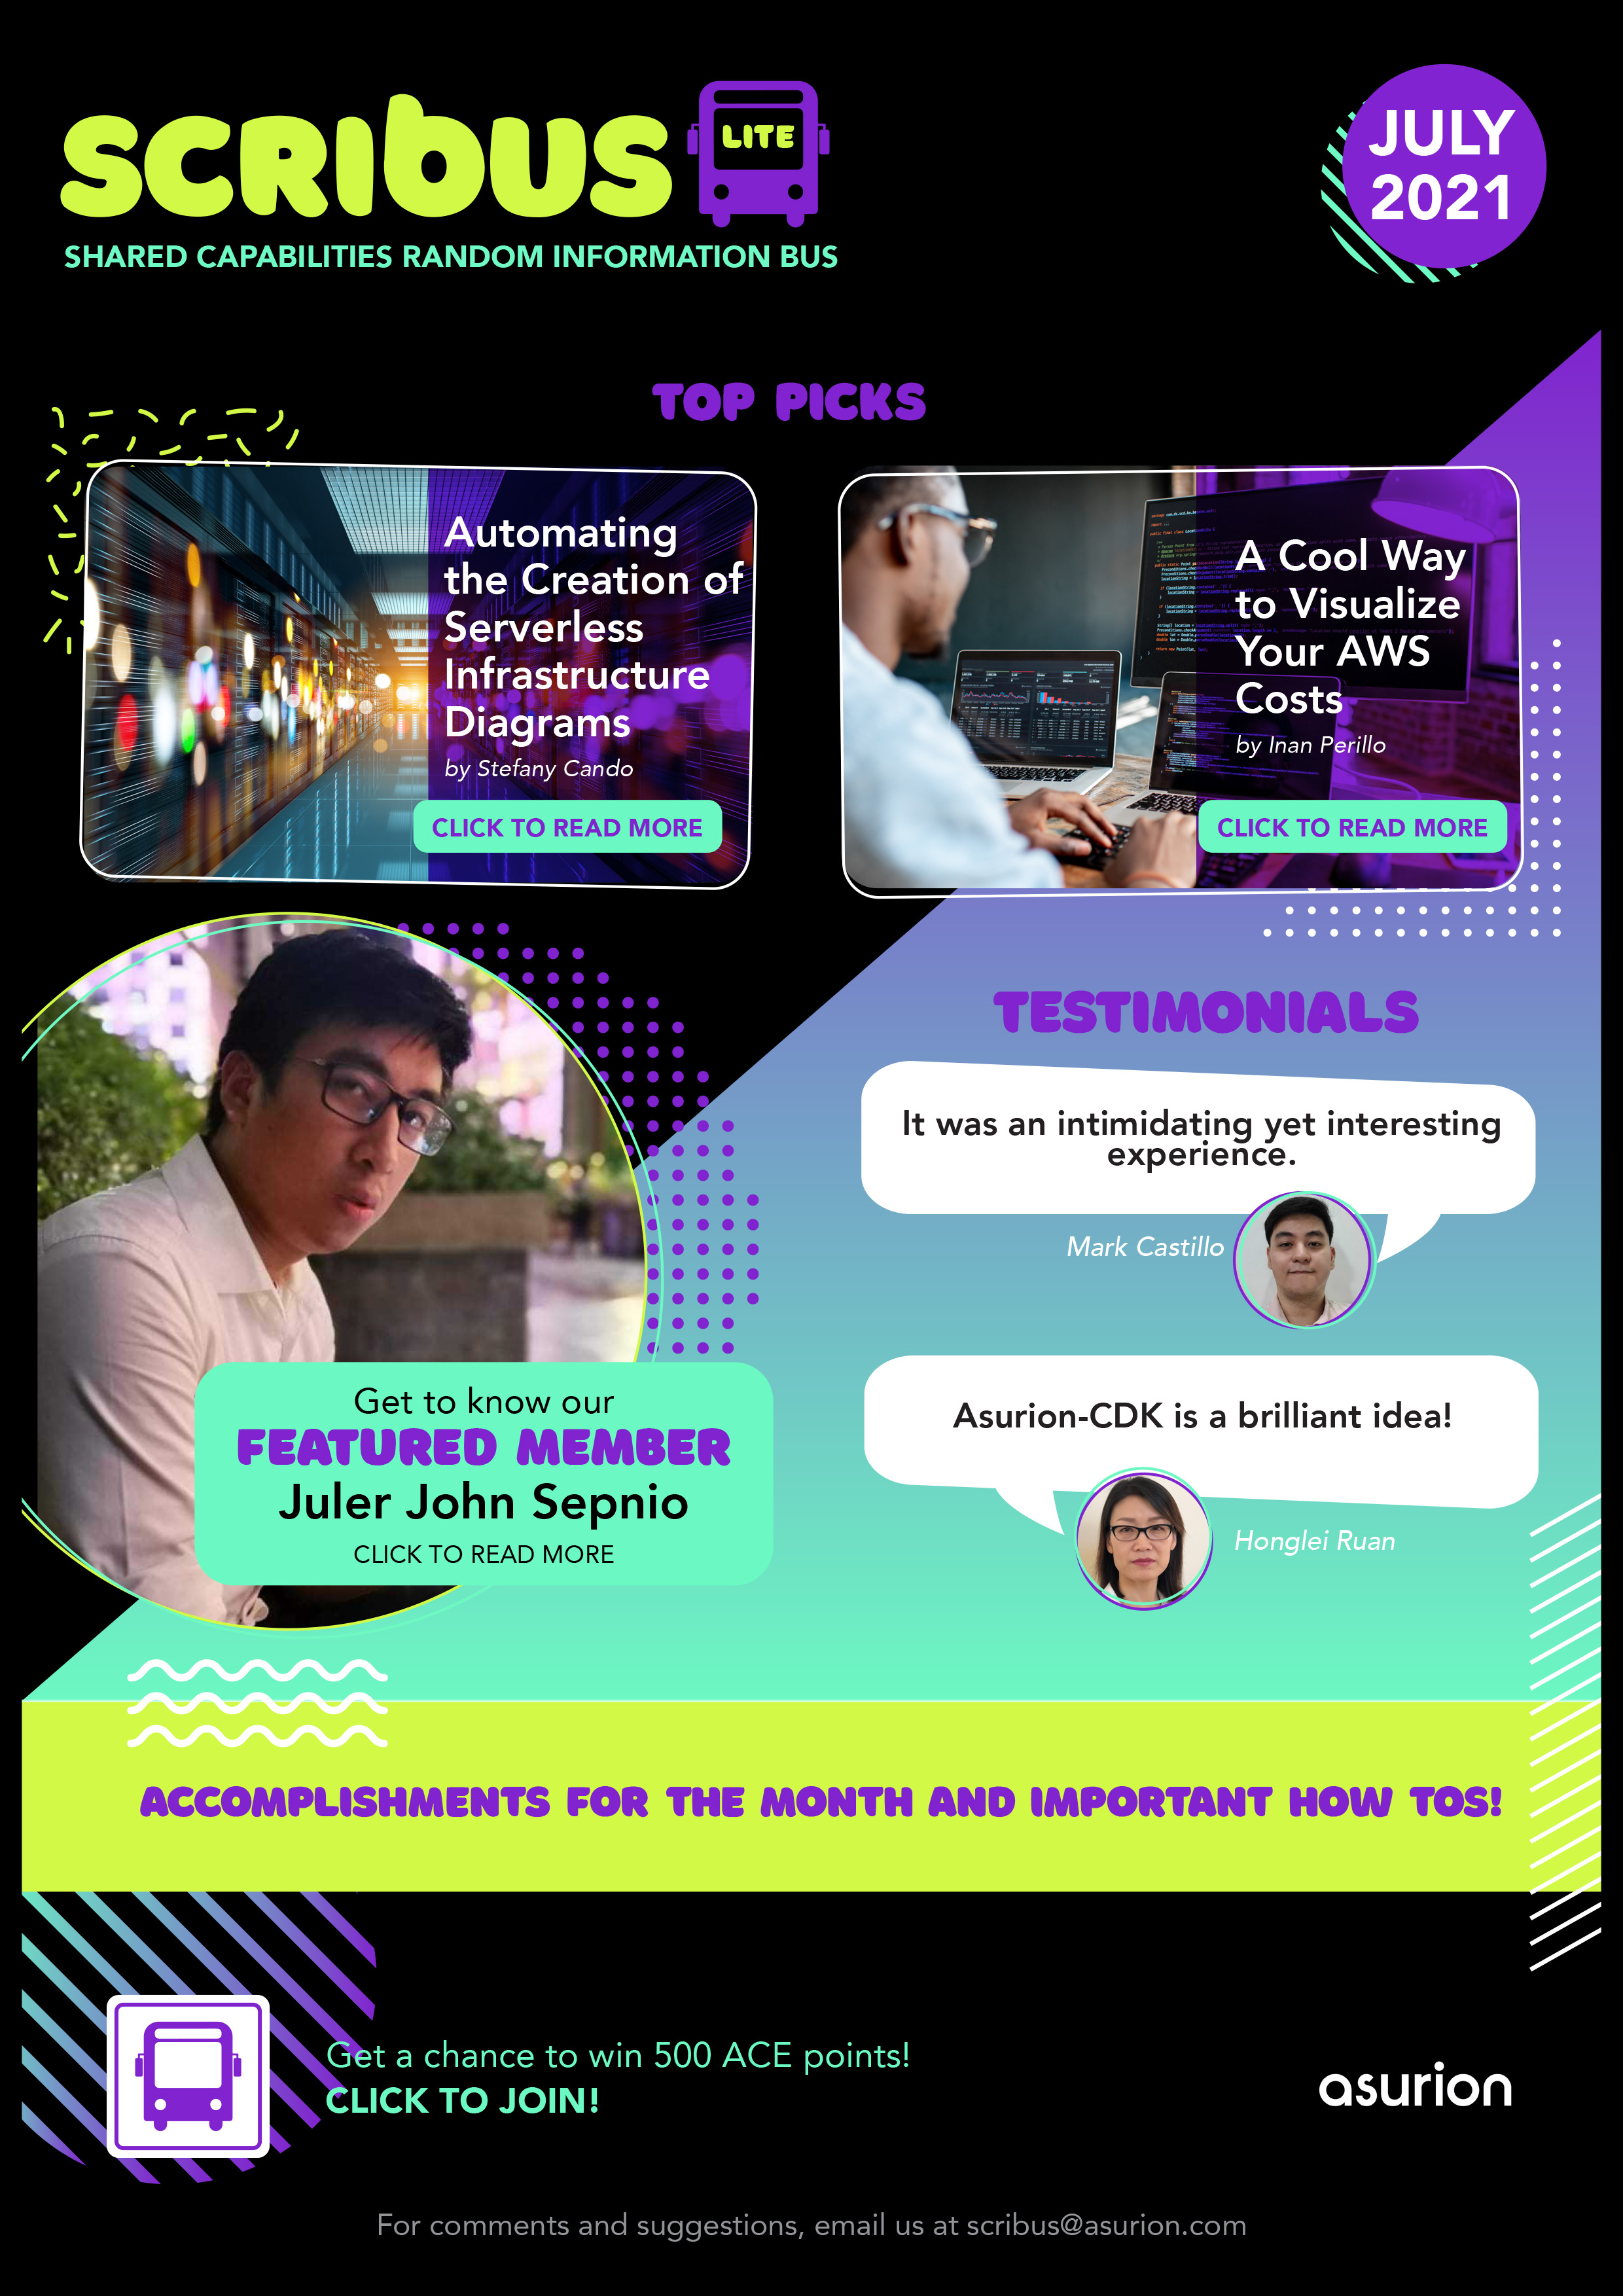 SCRIBUS
LITE
SHARED CAPABILITIES RANDOM INFORMATION BUS
JULY
2021
TOP PICKS
Automating
the Creation of
Serverless
Infrastructure
Diagrams
by Stefany Cando
CLICK TO READ MORE
A Cool Way
to Visualize
Your AWS
Costs
by Inan Perillo
CLICK TO READ MORE
TESTIMONIALS
It was an intimidating yet interesting
experience.
Mark Castillo
Asurion-CDK is a brilliant idea!
Honglei Ruan
Get to know our
FEATURED MEMBER
Juler John Sepnio
CLICK TO READ MORE
ACCOMPLISHMENTS FOR THE MONTH AND IMPORTANT HOW TOS!
Get a chance to win 500 ACE points!
CLICK TO JOIN!
asurion
For comments and suggestions, email us at scribus@asurion.com